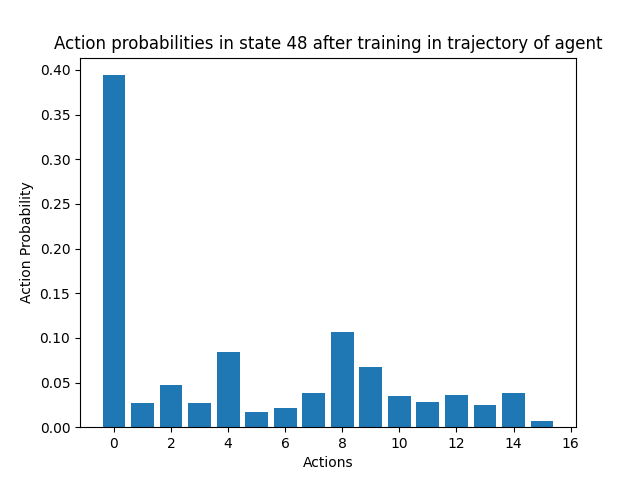 Action probabilities in state 48 after training in trajectory of agent
0.40
0.35
0.30
0.25
0.20
0.15
0.10
0.05
0.00
Action Probability
0 2 4 6 8 10 12 14 16
Actions